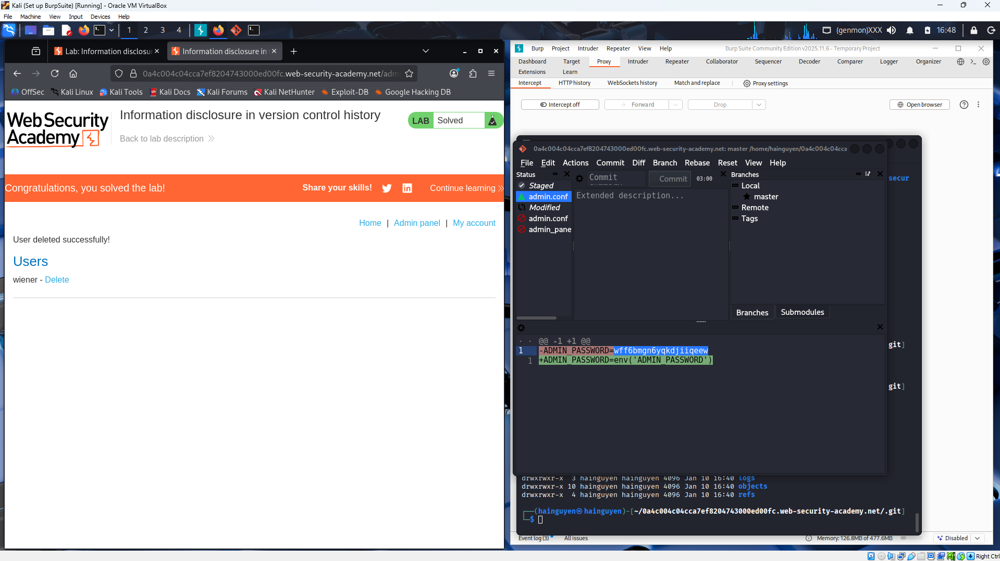 Kali (Set up BurpSuite) [Running] - Oracle VM VirtualBox
File Machine View Input Devices Help
1 2 3 4
(genmon)XXX 16:48
Lab: Information disclosur
Information disclosure in
0a4c004c04cca7ef8204743000ed00fc.web-security-academy.net/adm
OffSec Kali Linux Kali Tools Kali Docs Kali Forums Kali NetHunter Exploit-DB Google Hacking DB
Web Security
Academy
Information disclosure in version control history
Back to lab description
LAB Solved
Congratulations, you solved the lab!
Share your skills!
Continue learning
Home | Admin panel | My account
User deleted successfully!
Users
wiener - Delete
Burp Project Intruder Repeater View Help
Burp Suite Community Edition v2025.11.6 - Temporary Project
Dashboard Target Proxy Intruder Repeater Collaborator Sequencer Decoder Comparer Logger Organizer
Extensions Learn
Intercept HTTP history WebSockets history Match and replace Proxy settings
Intercept off Forward Drop Open browser
0a4c004c04cca7ef8204743000ed00fc.web-security-academy.net: master /home/hainguyen/0a4c004c04cca
File Edit Actions Commit Diff Branch Rebase Reset View Help
Status
Staged
admin.conf
Modified
admin.conf
admin_pane
Commit
Commit 03:00
Extended description...
Branches
Local
master
Remote
Tags
Branches Submodules
@@ -1 +1 @@
1 -ADMIN_PASSWORD=wff6bmgn6yqkdjiiqeew
1 +ADMIN_PASSWORD=env('ADMIN_PASSWORD')
secur
git]
git]
drwxrwxr-x 3 hainguyen hainguyen 4096 Jan 10 16:40 logs
drwxrwxr-x 10 hainguyen hainguyen 4096 Jan 10 16:40 objects
drwxrwxr-x 4 hainguyen hainguyen 4096 Jan 10 16:40 refs
(hainguyen㉿hainguyen)-[~/0a4c004c04cca7ef8204743000ed00fc.web-security-academy.net/.git]
$
Event log (3) All issues
Memory: 126.8MB of 477.6MB
Disabled
Right Ctrl